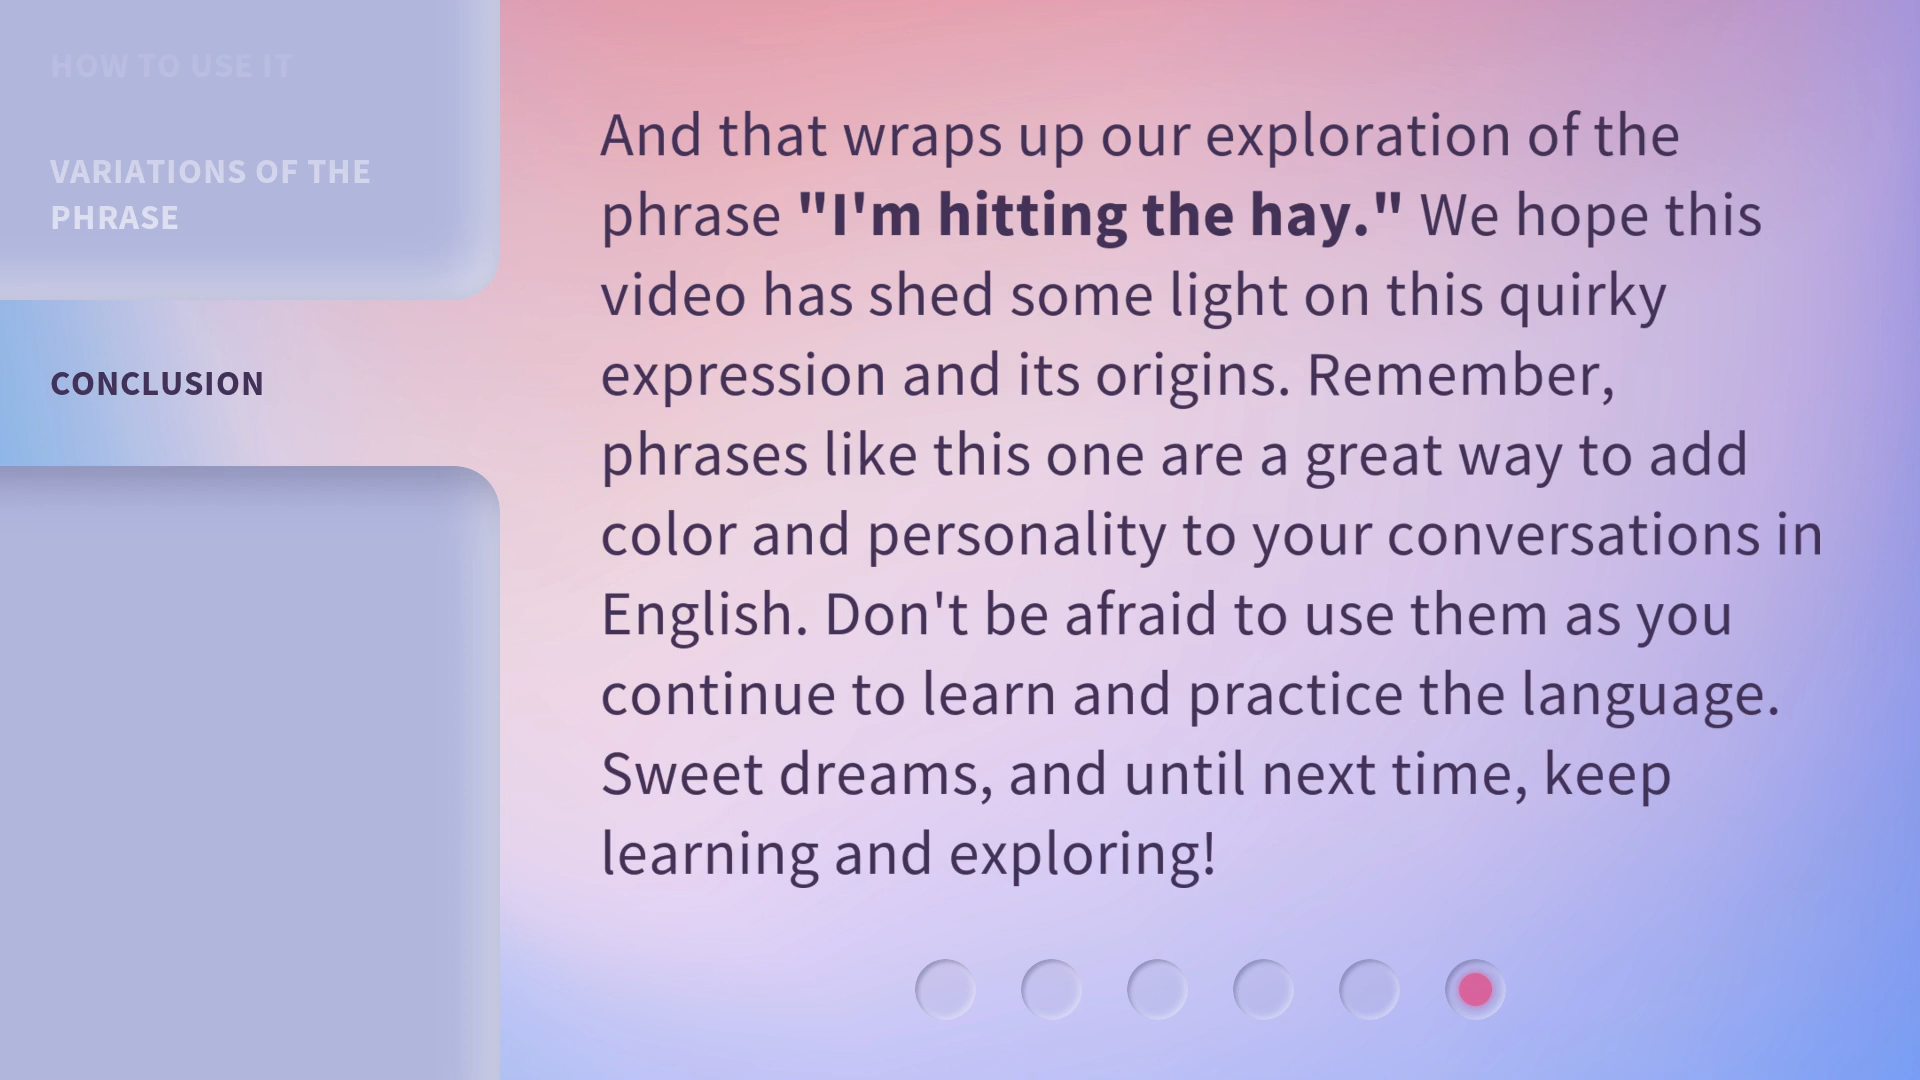 HOW TO USE IT
VARIATIONS OF THE
PHRASE
CONCLUSION
And that wraps up our exploration of the
phrase "I'm hitting the hay." We hope this
video has shed some light on this quirky
expression and its origins. Remember,
phrases like this one are a great way to add
color and personality to your conversations in
English. Don't be afraid to use them as you
continue to learn and practice the language.
Sweet dreams, and until next time, keep
learning and exploring!